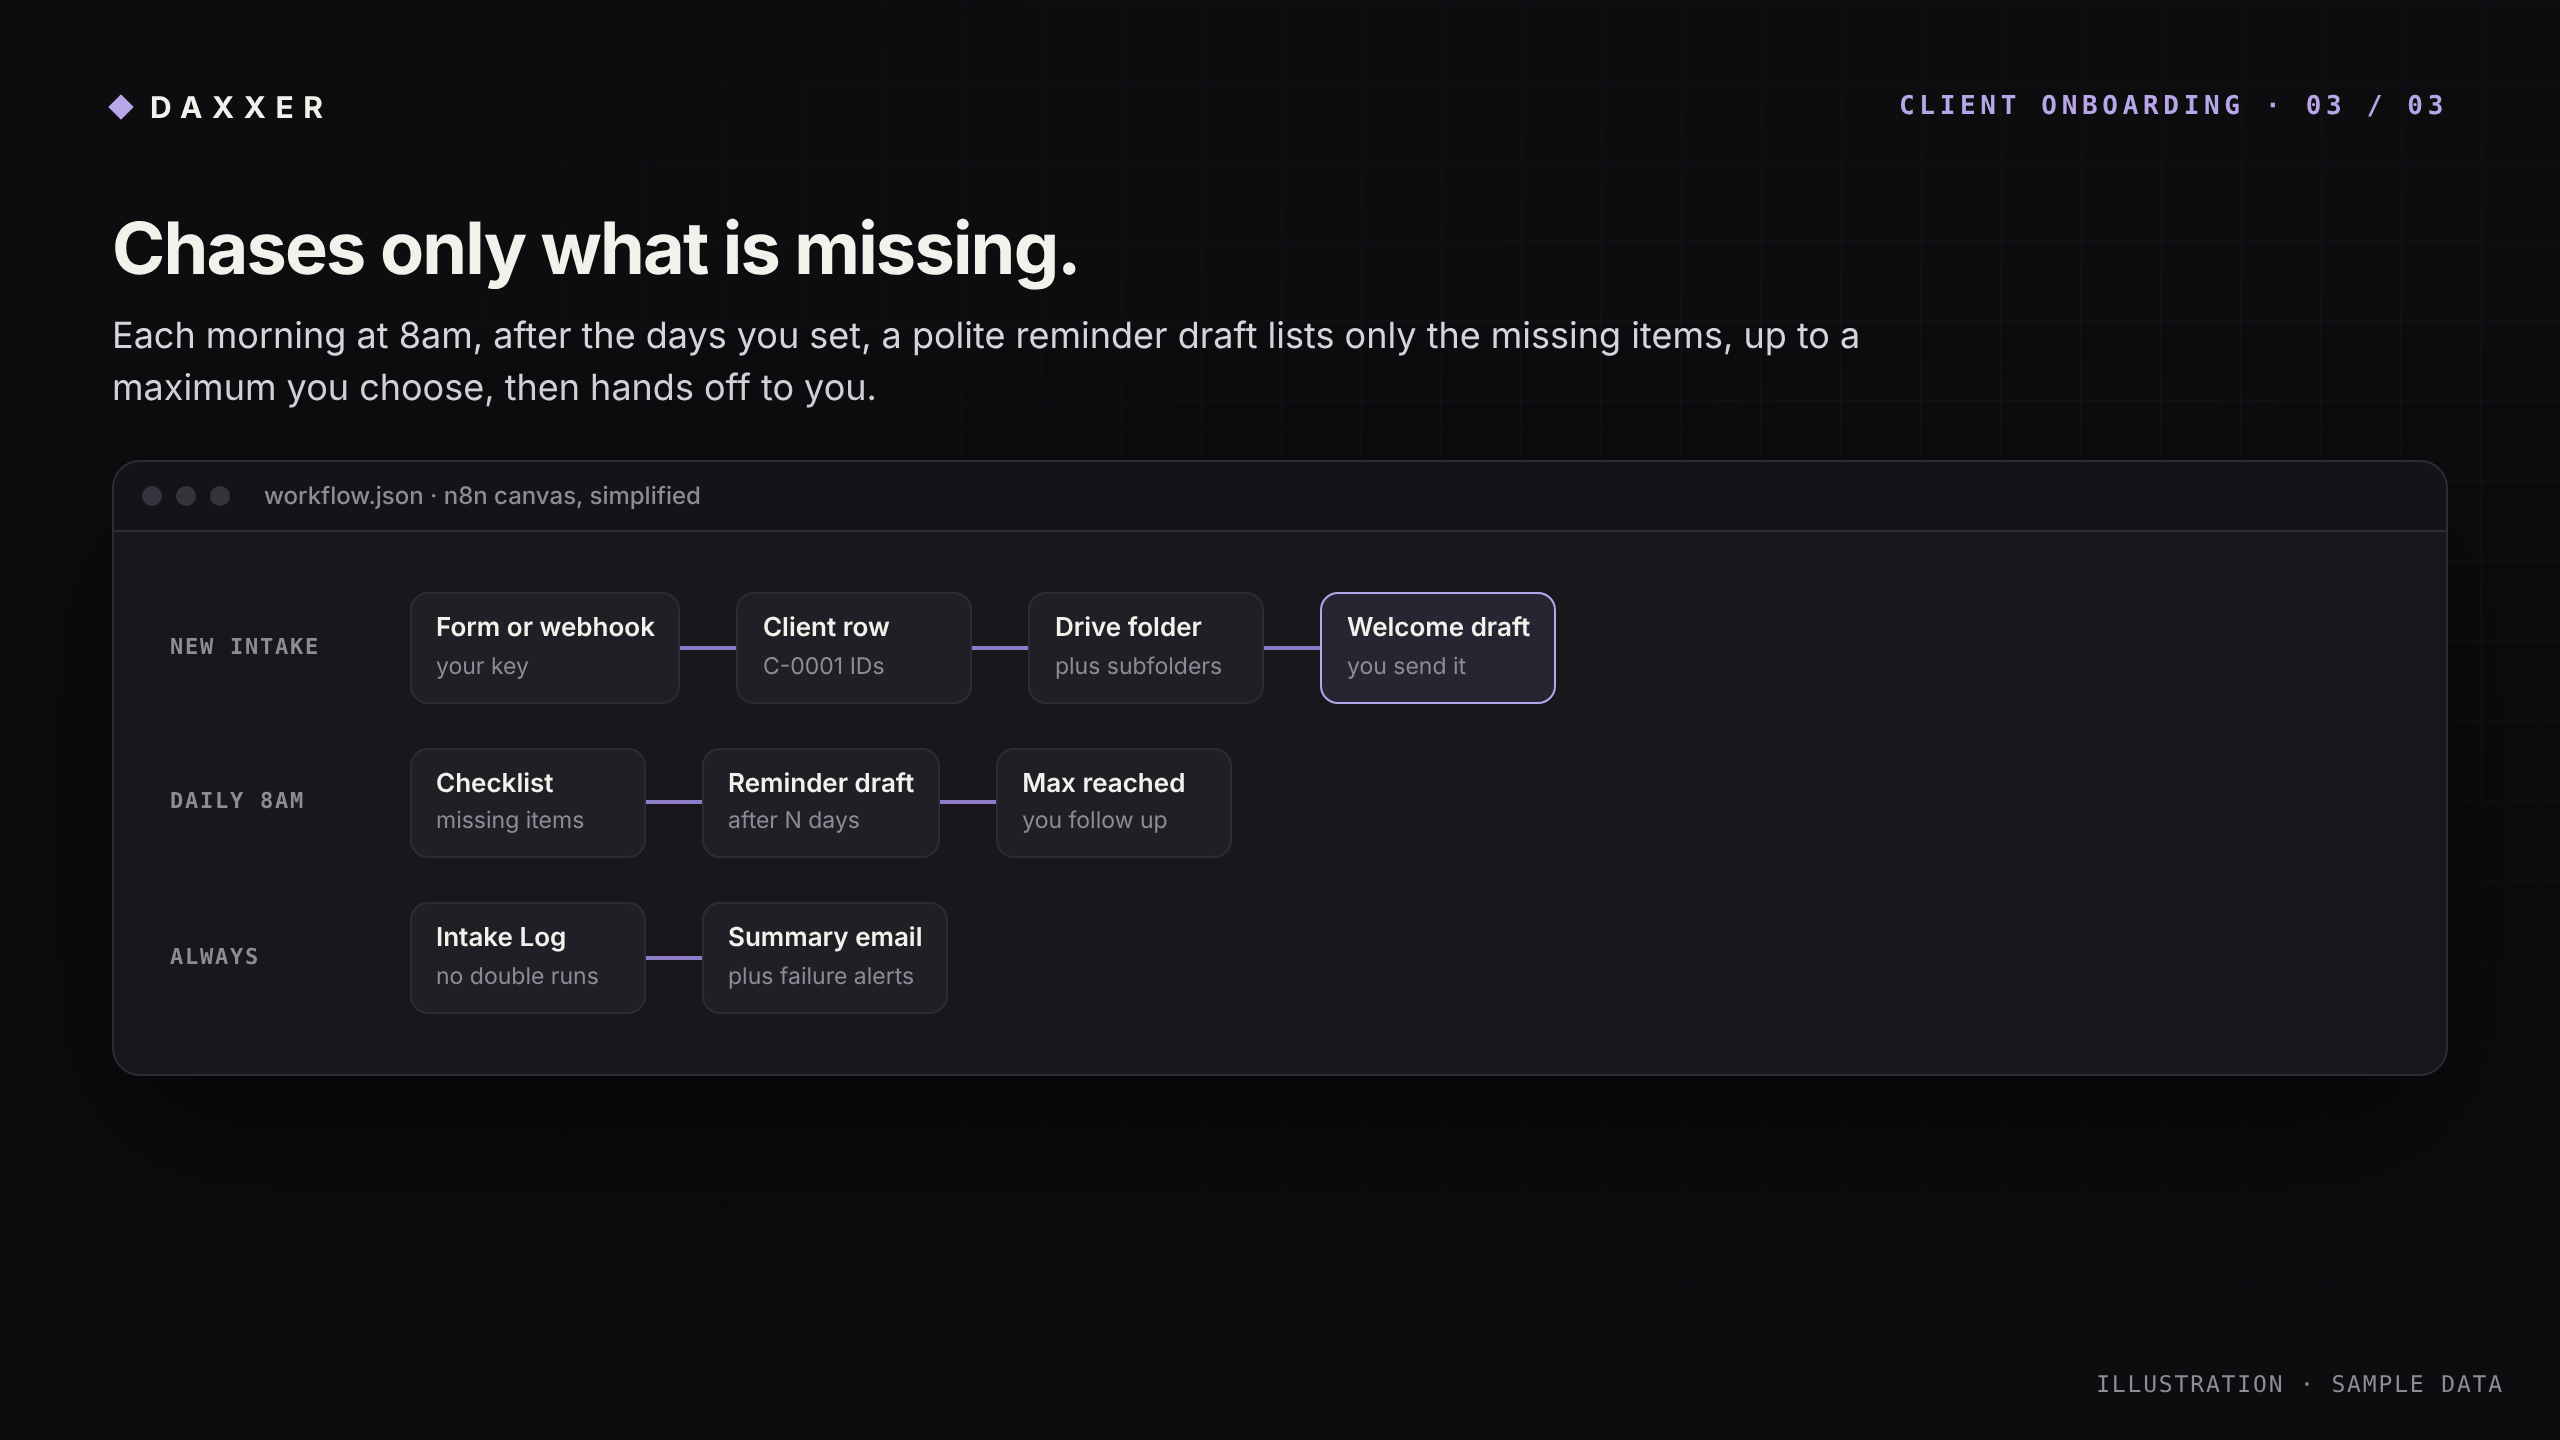 DAXXER
CLIENT ONBOARDING · 03 / 03
Chases only what is missing.
Each morning at 8am, after the days you set, a polite reminder draft lists only the missing items, up to a
maximum you choose, then hands off to you.
workflow.json · n8n canvas, simplified
NEW INTAKE
Form or webhook
your key
Client row
C-0001 IDs
Drive folder
plus subfolders
Welcome draft
you send it
DAILY 8AM
Checklist
missing items
Reminder draft
after N days
Max reached
you follow up
ALWAYS
Intake Log
no double runs
Summary email
plus failure alerts
ILLUSTRATION · SAMPLE DATA